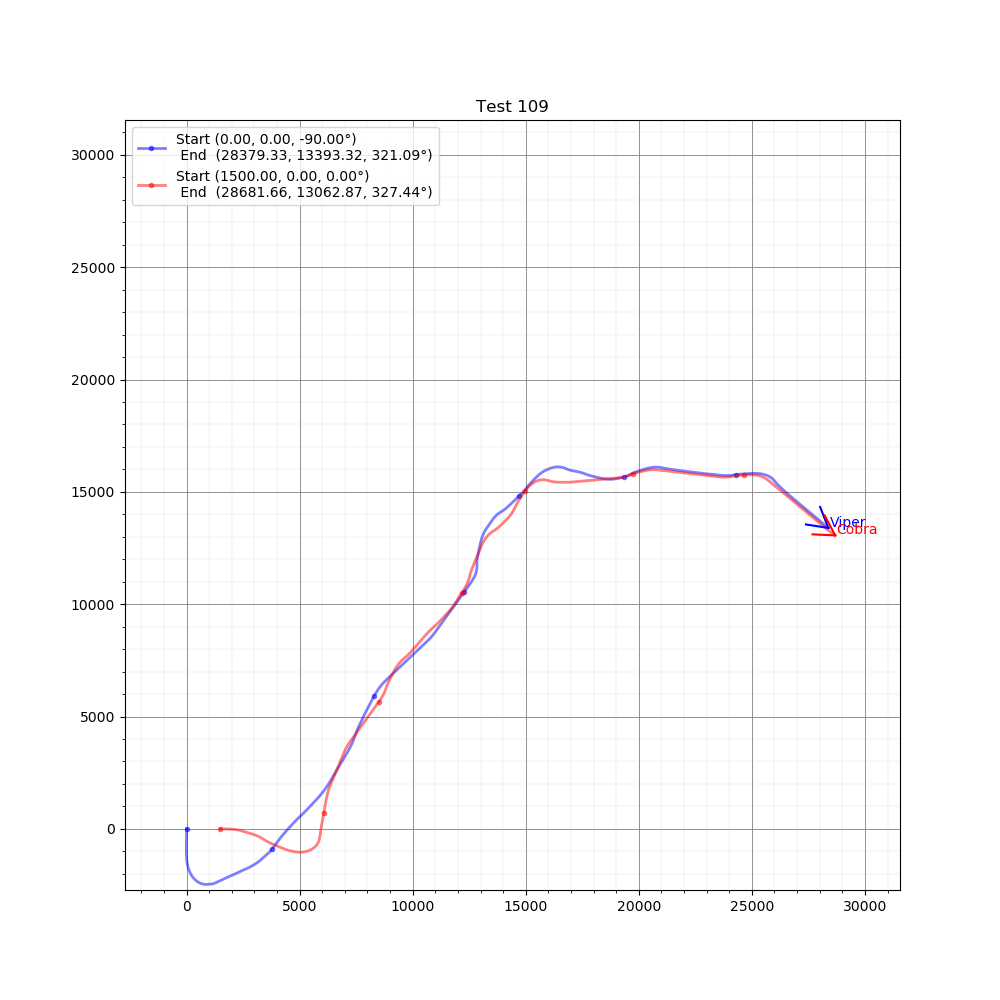 Test 109
Start (0.00, 0.00, -90.00°)
End  (28379.33, 13393.32, 321.09°)
Start (1500.00, 0.00, 0.00°)
End  (28681.66, 13062.87, 327.44°)
30000
25000
20000
15000
10000
5000
0
Viper
Cobra
0 5000 10000 15000 20000 25000 30000